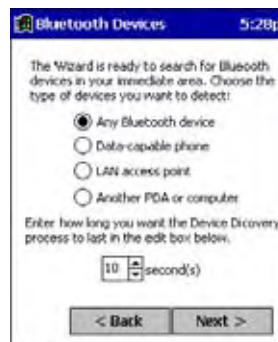 Bluetooth Devices 5:28p
The Wizard is ready to search for Blueooth
devices in your immediate area. Choose the
type of devices you want to detect:
Any Bluetooth device
Data-capable phone
LAN access point
Another PDA or computer
Enter how long you want the Device Dicovery
process to last in the edit box below.
10 second(s)
< Back Next >